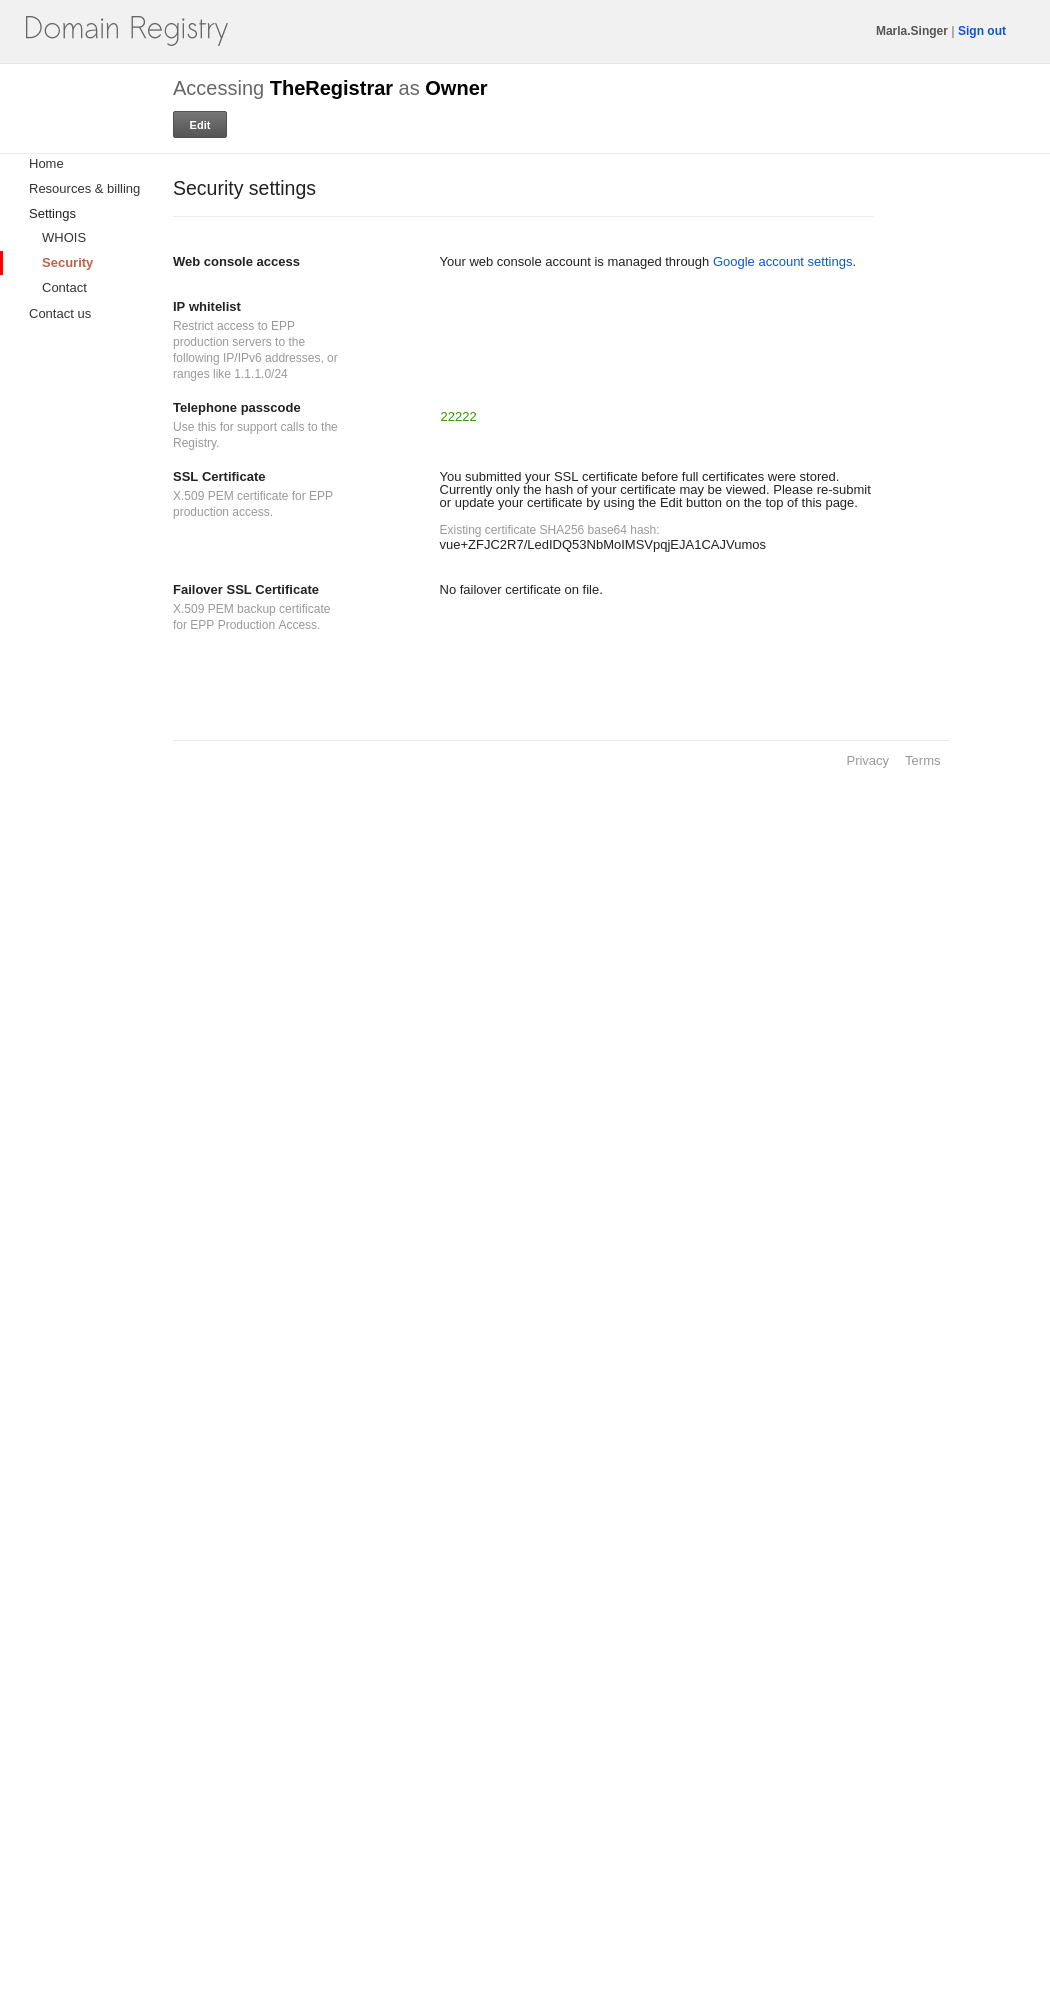 Domain Registry
Marla.Singer | Sign out
Accessing TheRegistrar as Owner
Edit
Home
Resources & billing
Settings
WHOIS
Security
Contact
Contact us
Security settings
Web console access
Your web console account is managed through Google account settings.
IP whitelist
Restrict access to EPP
production servers to the
following IP/IPv6 addresses, or
ranges like 1.1.1.0/24
Telephone passcode
Use this for support calls to the
Registry.
22222
SSL Certificate
X.509 PEM certificate for EPP
production access.
You submitted your SSL certificate before full certificates were stored.
Currently only the hash of your certificate may be viewed. Please re-submit
or update your certificate by using the Edit button on the top of this page.
Existing certificate SHA256 base64 hash:
vue+ZFJC2R7/LedIDQ53NbMoIMSVpqjEJA1CAJVumos
Failover SSL Certificate
X.509 PEM backup certificate
for EPP Production Access.
No failover certificate on file.
Privacy Terms